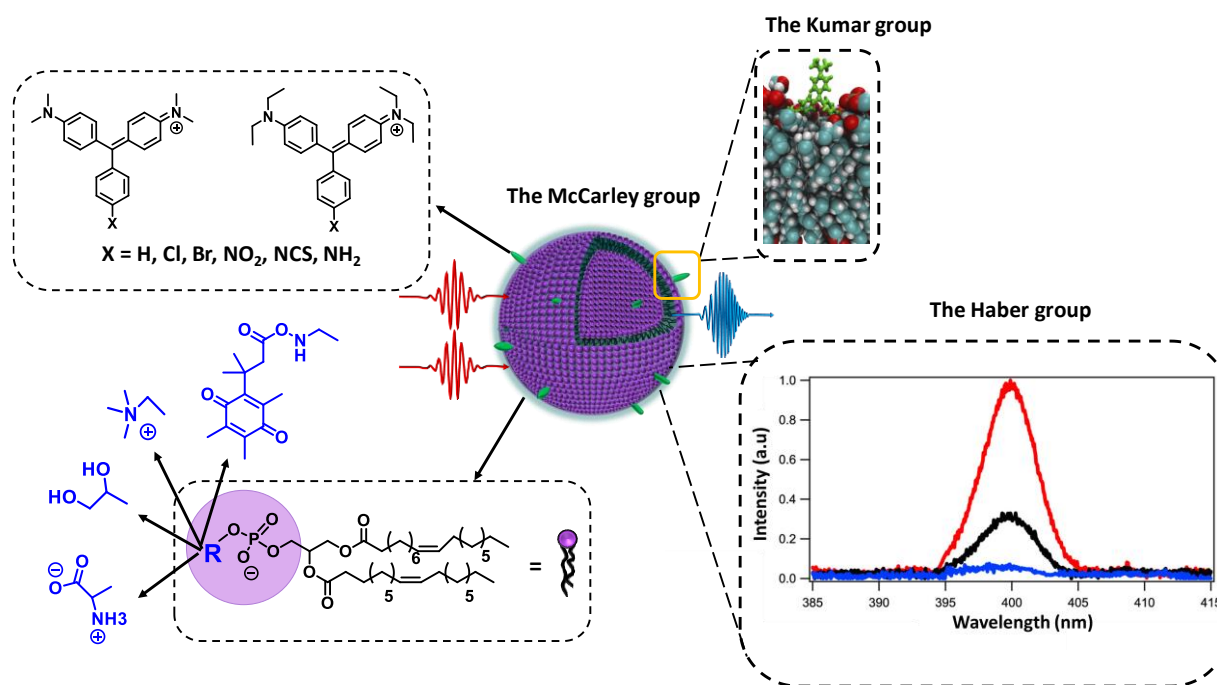 The Kumar group
N
N
⊕
X
N
N
⊕
X
X = H, Cl, Br, NO₂, NCS, NH₂
The McCarley group
The Haber group
O
O
N
H
O
O
N
⊕
HO
OH
⊖
O
O
NH3
⊕
R
O
P
O
O
⊖
O
O
O
6
5
O
O
5
5
=
Intensity (a.u)
1.0
0.8
0.6
0.4
0.2
0.0
385
390
395
400
405
410
415
Wavelength (nm)